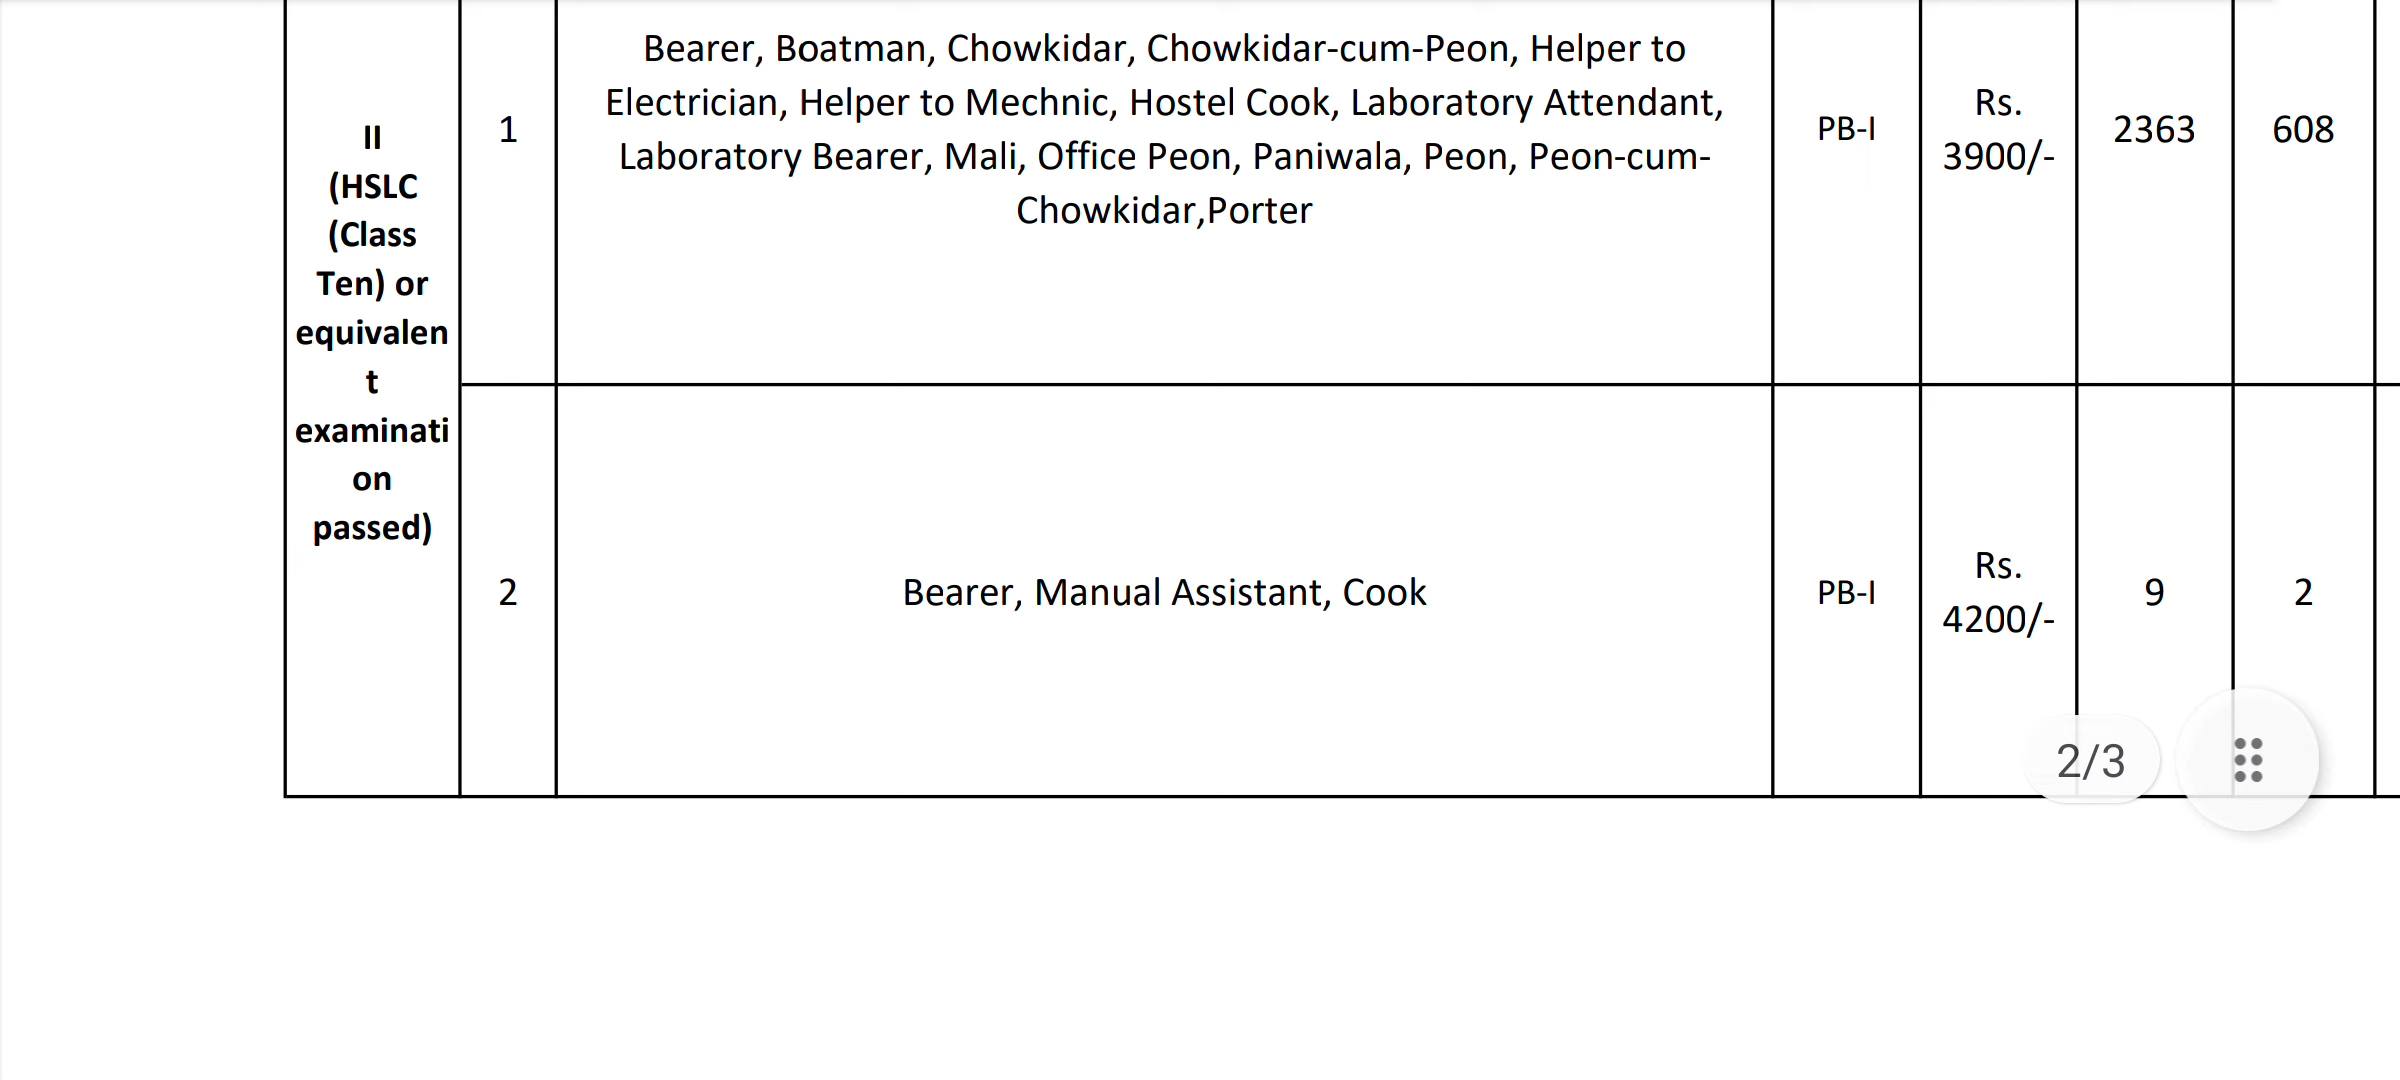 II
(HSLC
(Class
Ten) or
equivalen
t
examinati
on
passed)
1
Bearer, Boatman, Chowkidar, Chowkidar-cum-Peon, Helper to
Electrician, Helper to Mechnic, Hostel Cook, Laboratory Attendant,
Laboratory Bearer, Mali, Office Peon, Paniwala, Peon, Peon-cum-
Chowkidar,Porter
PB-I
Rs.
3900/-
2363
608
2
Bearer, Manual Assistant, Cook
PB-I
Rs.
4200/-
9
2
2/3